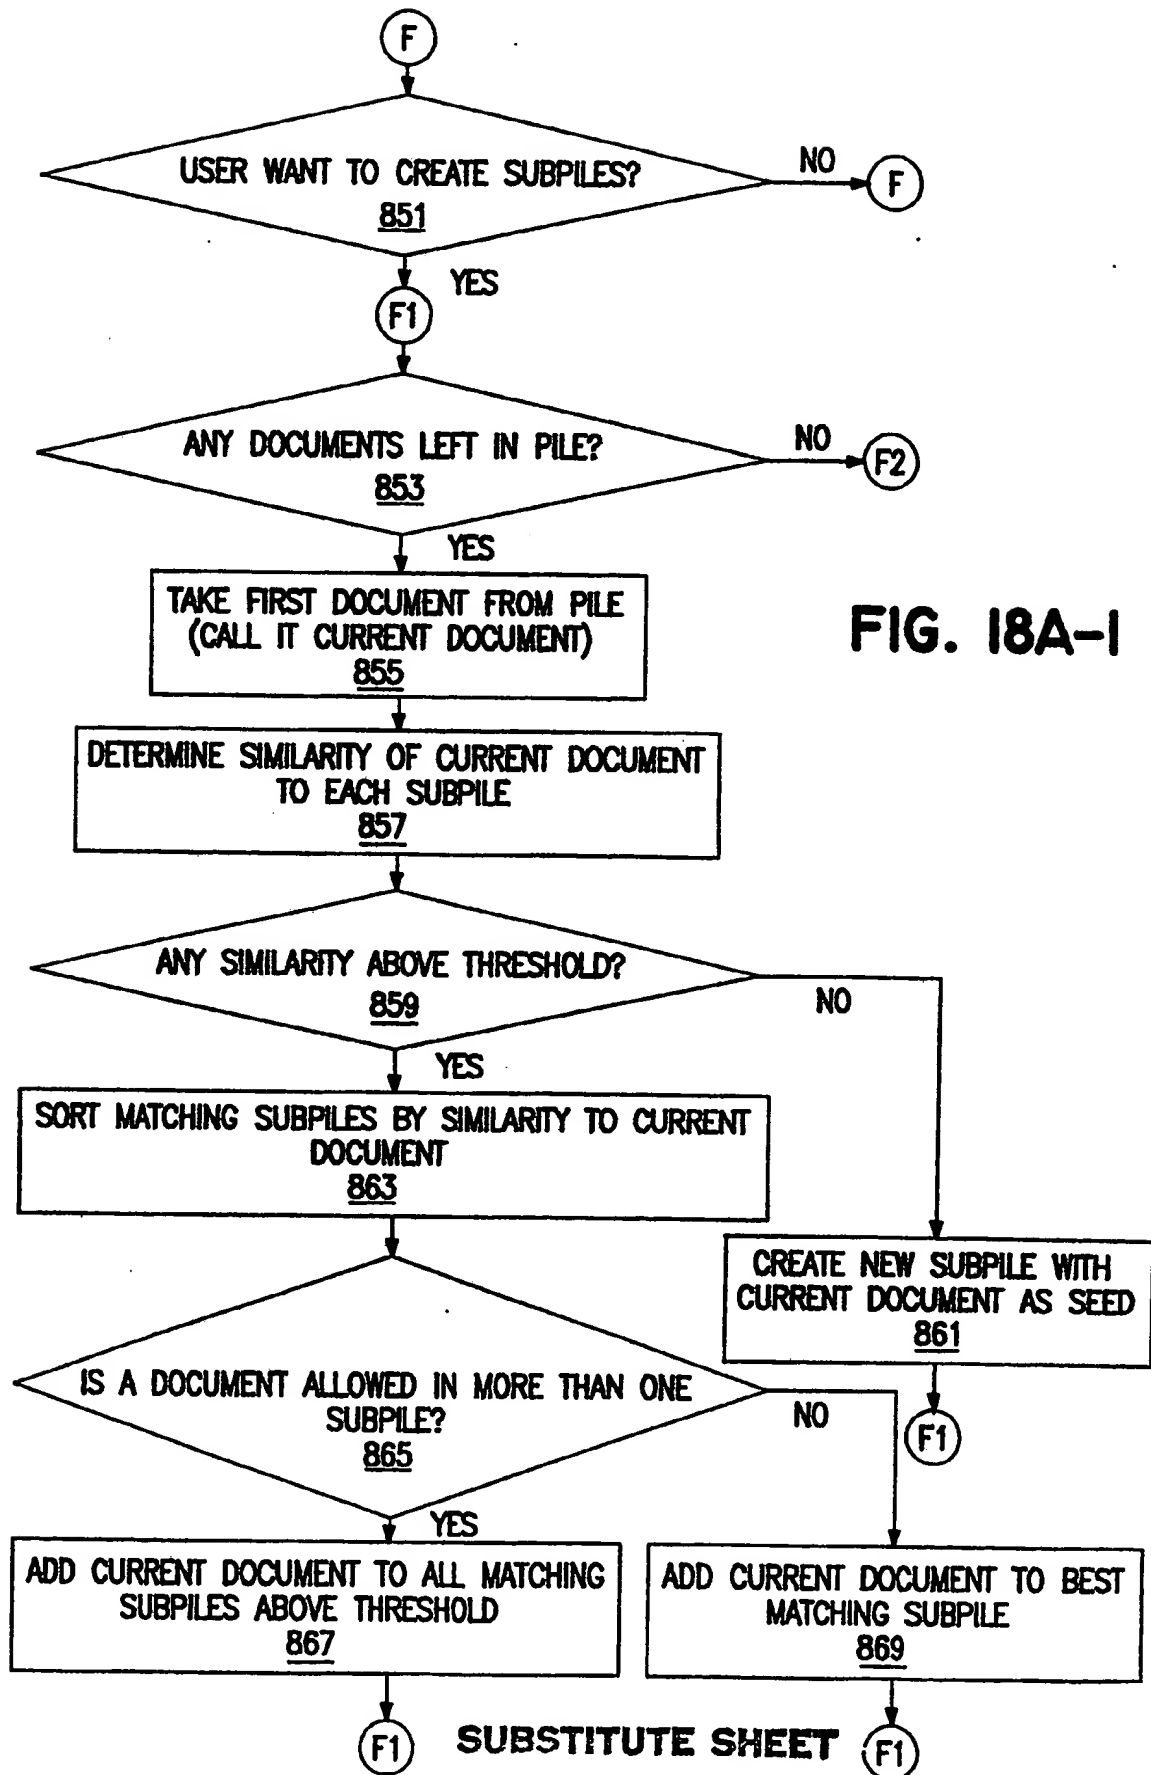 F
USER WANT TO CREATE SUBPILES?
851
NO
F
YES
F1
ANY DOCUMENTS LEFT IN PILE?
853
NO
F2
YES
TAKE FIRST DOCUMENT FROM PILE
(CALL IT CURRENT DOCUMENT)
855
FIG. 18A-1
DETERMINE SIMILARITY OF CURRENT DOCUMENT
TO EACH SUBPILE
857
ANY SIMILARITY ABOVE THRESHOLD?
859
NO
YES
SORT MATCHING SUBPILES BY SIMILARITY TO CURRENT
DOCUMENT
863
CREATE NEW SUBPILE WITH
CURRENT DOCUMENT AS SEED
861
F1
IS A DOCUMENT ALLOWED IN MORE THAN ONE
SUBPILE?
865
NO
YES
ADD CURRENT DOCUMENT TO ALL MATCHING
SUBPILES ABOVE THRESHOLD
867
ADD CURRENT DOCUMENT TO BEST
MATCHING SUBPILE
869
F1
SUBSTITUTE SHEET
F1